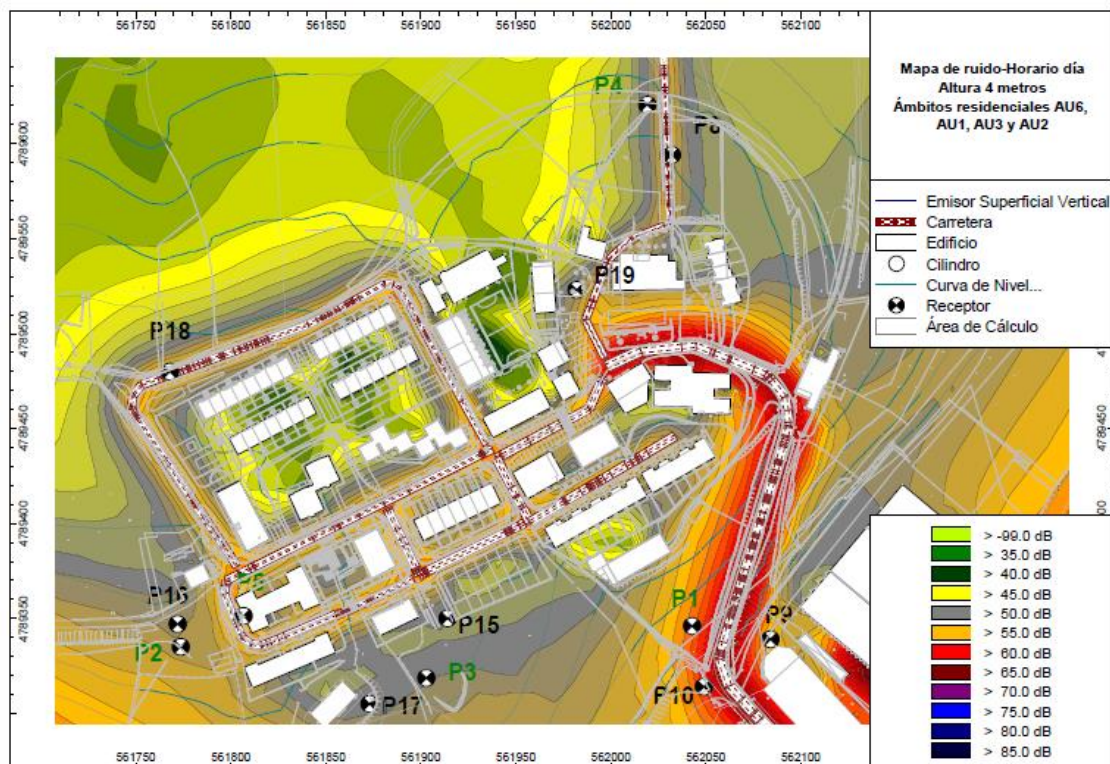 561750 561800 561850 561900 561950 562000 562050 562100
Mapa de ruido-Horario día
Altura 4 metros
Ámbitos residenciales AU6,
AU1, AU3 y AU2
Emisor Superficial Vertical
Carretera
Edificio
Cilindro
Curva de Nivel...
Receptor
Área de Cálculo
4789600
4789550
4789500
4789450
4789400
4789350
4789450
P4
P19
P18
P16
P2
P15
P3
P17
P1
P9
P10
> -99.0 dB
> 35.0 dB
> 40.0 dB
> 45.0 dB
> 50.0 dB
> 55.0 dB
> 60.0 dB
> 65.0 dB
> 70.0 dB
> 75.0 dB
> 80.0 dB
> 85.0 dB
561750 561800 561850 561900 561950 562000 562050 562100